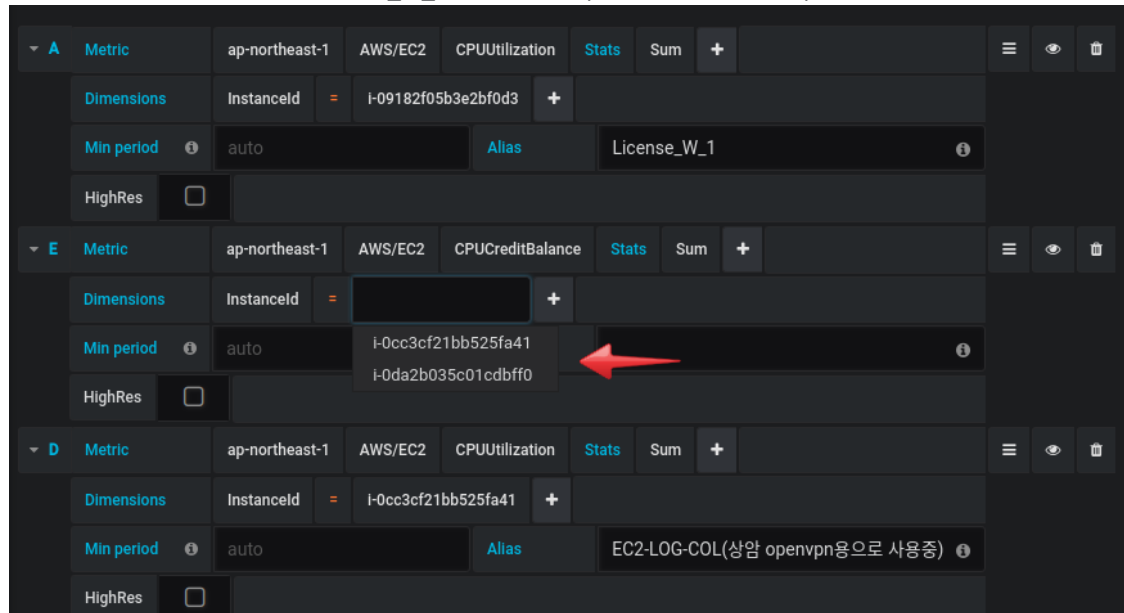 A Metric ap-northeast-1 AWS/EC2 CPUUtilization Stats Sum +
Dimensions InstanceId = i-09182f05b3e2bf0d3 +
Min period auto Alias License_W_1
HighRes
E Metric ap-northeast-1 AWS/EC2 CPUCreditBalance Stats Sum +
Dimensions InstanceId = +
Min period auto
i-0cc3cf21bb525fa41
i-0da2b035c01cdbff0
HighRes
D Metric ap-northeast-1 AWS/EC2 CPUUtilization Stats Sum +
Dimensions InstanceId = i-0cc3cf21bb525fa41 +
Min period auto Alias EC2-LOG-COL(상암 openvpn용으로 사용중)
HighRes